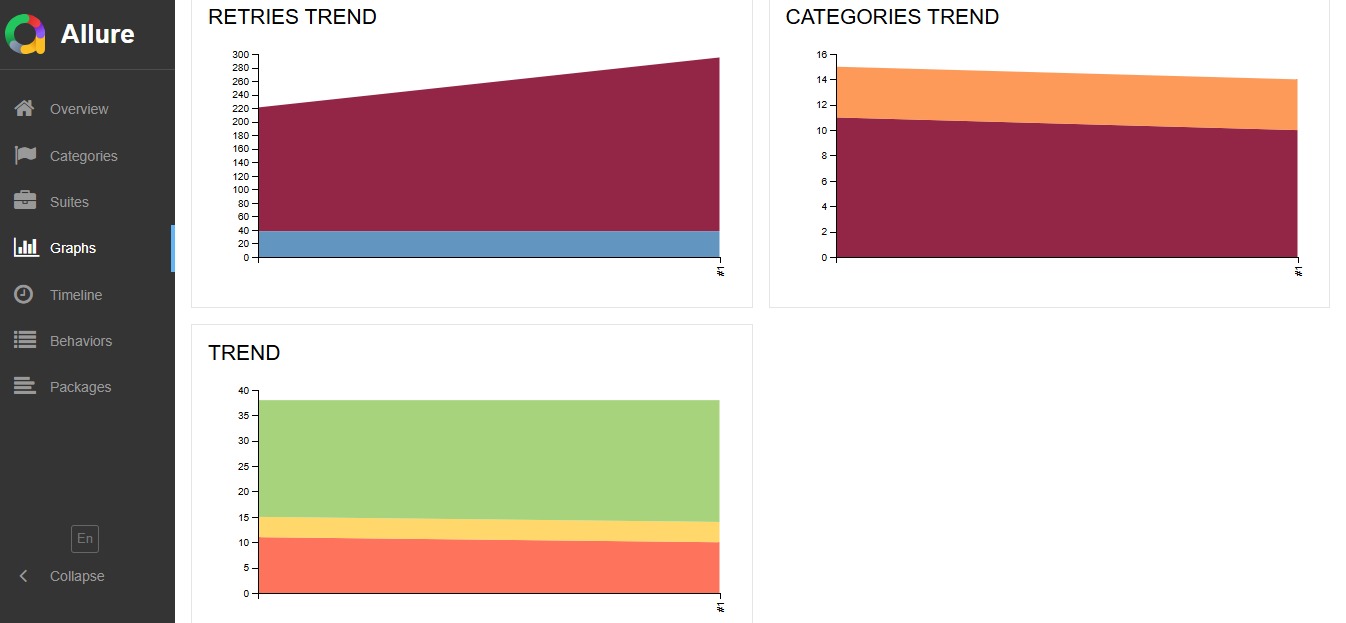 Allure
Overview
Categories
Suites
Graphs
Timeline
Behaviors
Packages
En
Collapse
RETRIES TREND
300
280
260
240
220
200
180
160
140
120
100
80
60
40
20
0
#1
CATEGORIES TREND
16
14
12
10
8
6
4
2
0
#1
TREND
40
35
30
25
20
15
10
5
0
#1